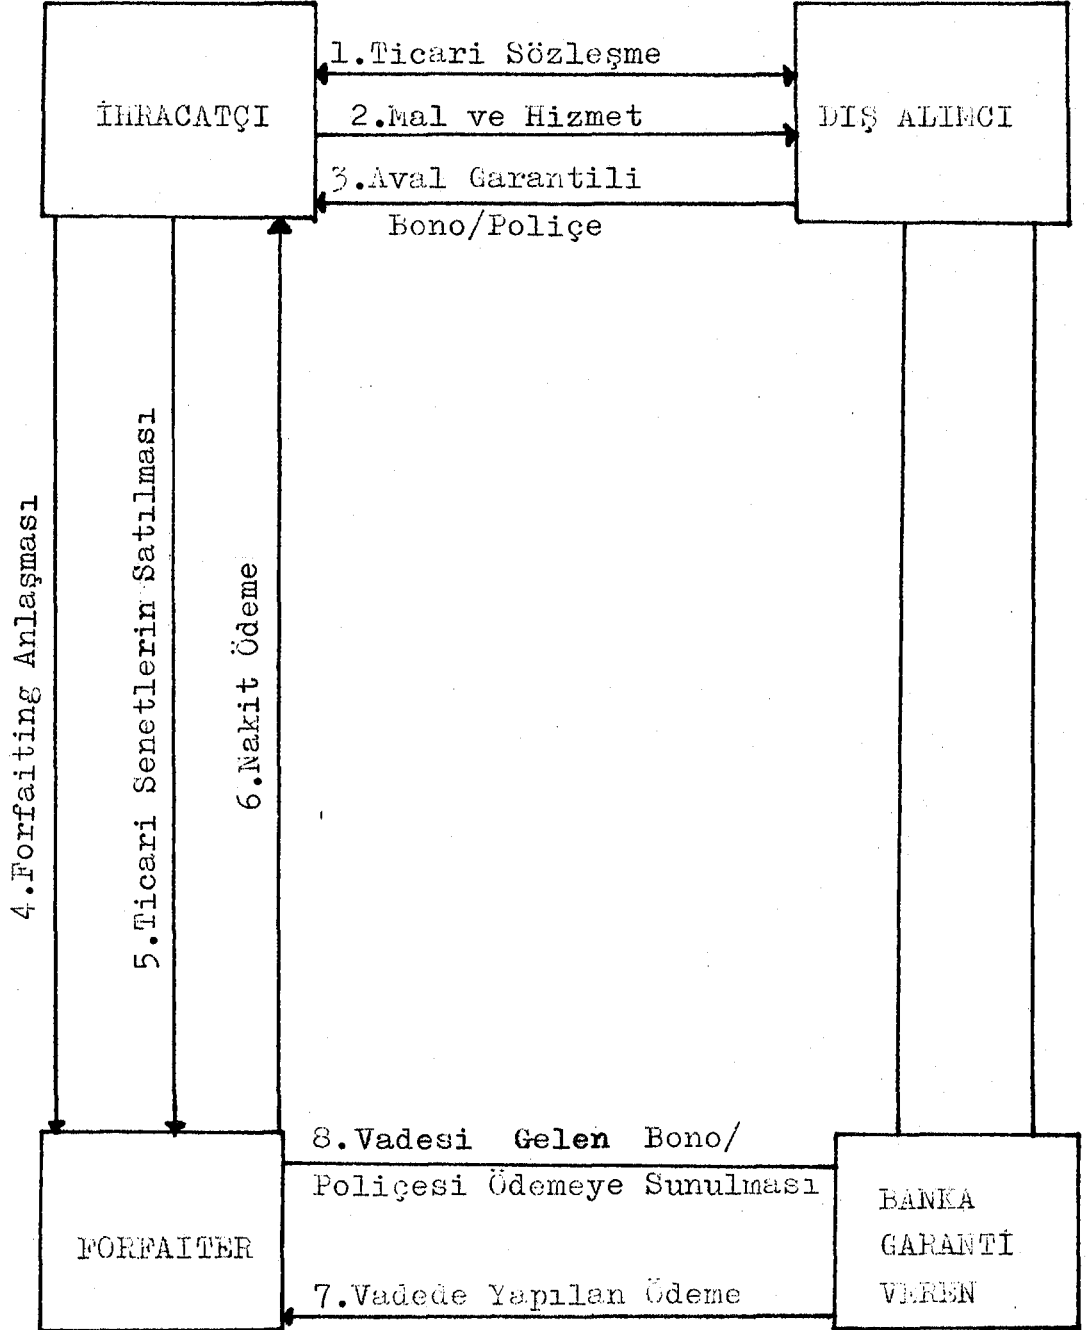 İHRACATÇI
1.Ticari Sözleşme
2.Mal ve Hizmet
3.Aval Garantili
Bono/Poliçe
DIŞ ALIMCI
4.Forfaiting Anlaşması
5.Ticari Senetlerin Satılması
6.Nakit Ödeme
FORFAITER
8.Vadesi Gelen Bono/
Poliçesi Ödemeye Sunulması
7.Vadede Yapılan Ödeme
BANKA
GARANTİ
VEREN